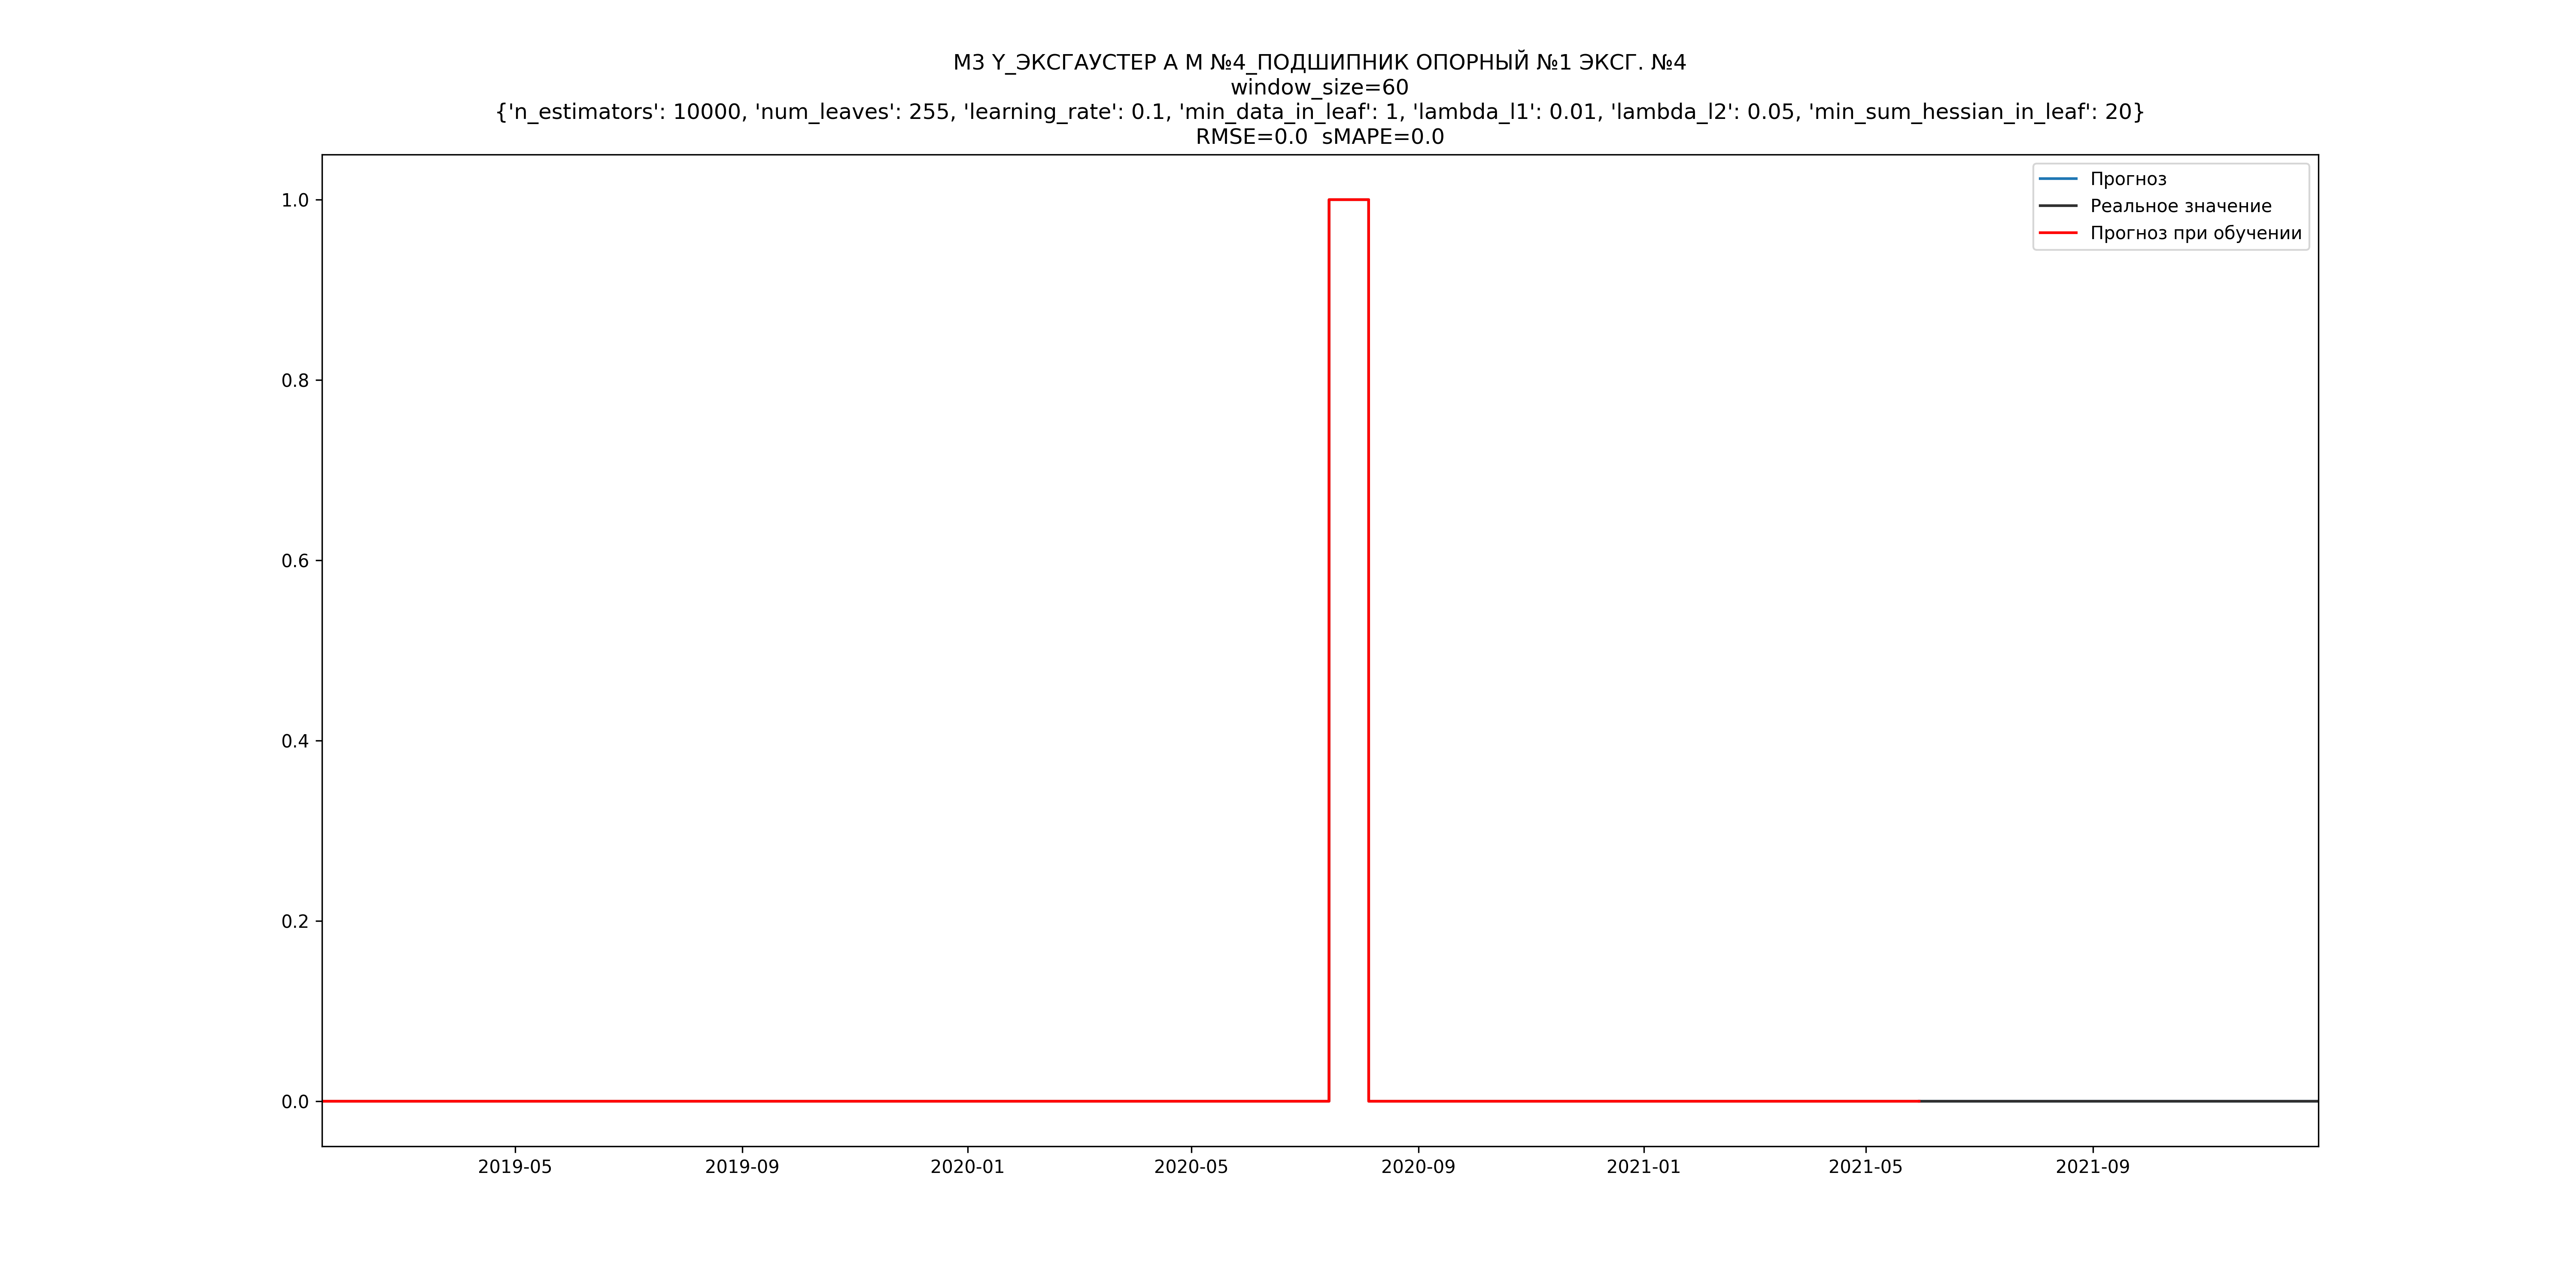 М3 Y_ЭКСГАУСТЕР А М №4_ПОДШИПНИК ОПОРНЫЙ №1 ЭКСГ. №4
window_size=60
{'n_estimators': 10000, 'num_leaves': 255, 'learning_rate': 0.1, 'min_data_in_leaf': 1, 'lambda_l1': 0.01, 'lambda_l2': 0.05, 'min_sum_hessian_in_leaf': 20}
RMSE=0.0  sMAPE=0.0
Прогноз
Реальное значение
Прогноз при обучении
1.0
0.8
0.6
0.4
0.2
0.0
2019-05 2019-09 2020-01 2020-05 2020-09 2021-01 2021-05 2021-09